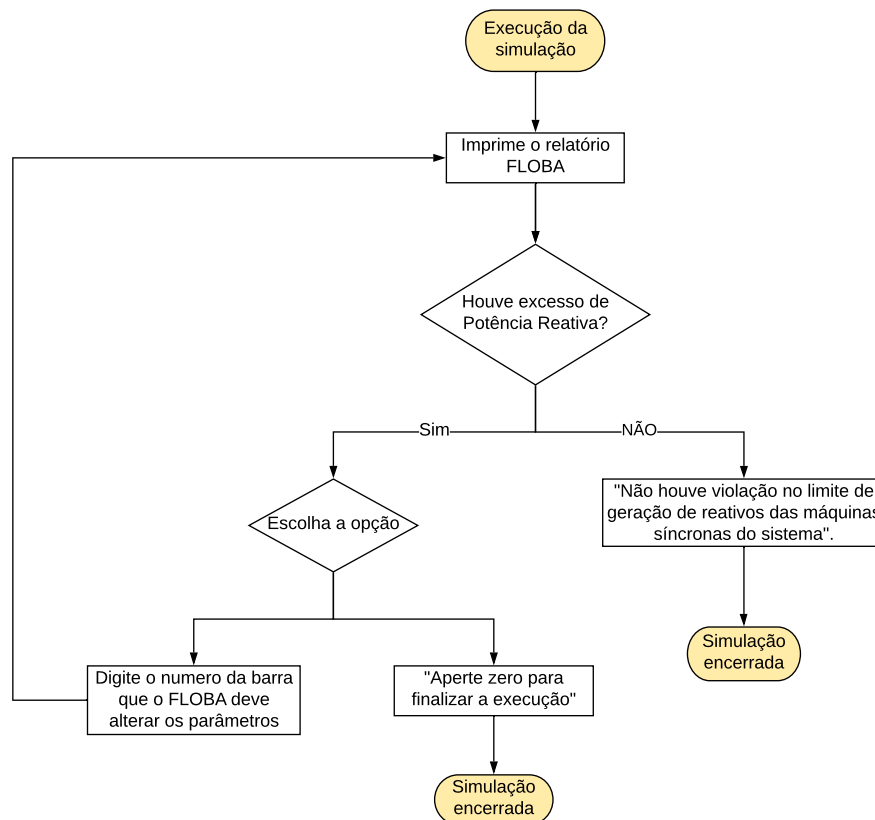 Execução da
simulação
Imprime o relatório
FLOBA
Houve excesso de
Potência Reativa?
Sim
NÃO
Escolha a opção
"Não houve violação no limite de
geração de reativos das máquinas
síncronas do sistema".
Simulação
encerrada
Digite o numero da barra
que o FLOBA deve
alterar os parâmetros
"Aperte zero para
finalizar a execução"
Simulação
encerrada